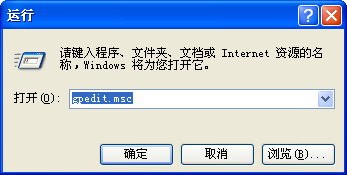 运行
请键入程序、文件夹、文档或 Internet 资源的名
称，Windows 将为您打开它。
打开(O): gpedit.msc
确定 取消 浏览(B)...